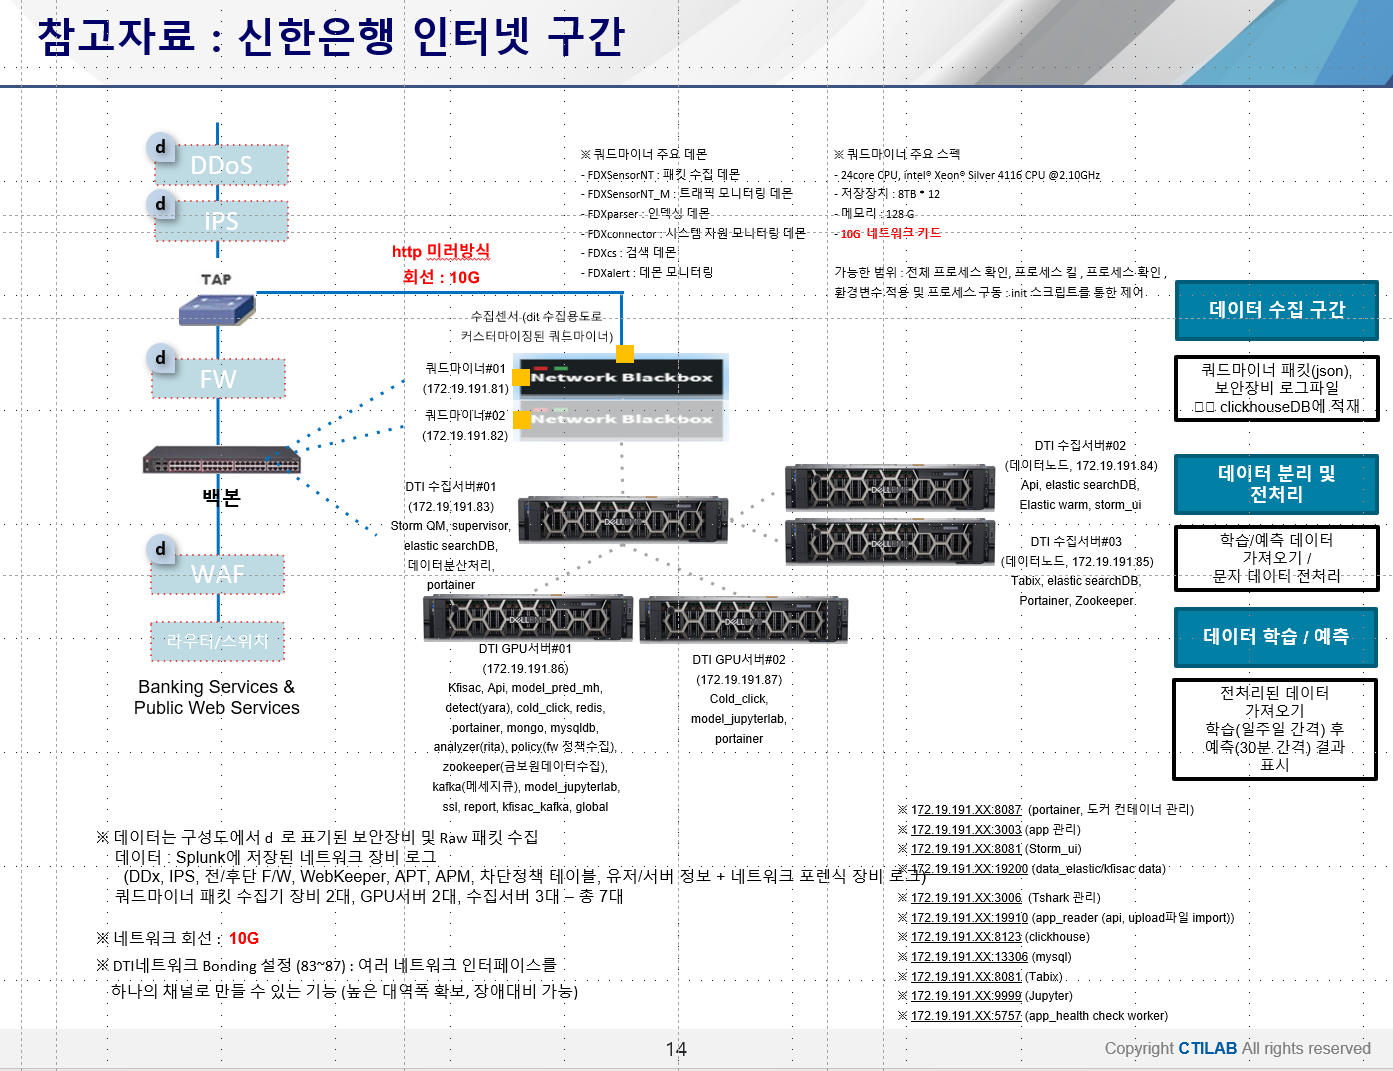 참고자료 : 신한은행 인터넷 구간
d
DDoS
d
IPS
TAP
http 미러방식
회선 : 10G
d
FW
백본
d
WAF
라우터/스위치
Banking Services &
Public Web Services
※ 쿼드마이너 주요 데몬
- FDXSensorNT : 패킷 수집 데몬
- FDXSensorNT_M : 트래픽 모니터링 데몬
- FDXparser : 인덱싱 데몬
- FDXconnector : 시스템 자원 모니터링 데몬
- FDXcs : 검색 데몬
- FDXalert : 데몬 모니터링
※ 쿼드마이너 주요 스펙
- 24core CPU, intel® Xeon® Silver 4116 CPU @2.10GHz
- 저장장치 : 8TB * 12
- 메모리 : 128 G
- 10G 네트워크 카드
가능한 범위 : 전체 프로세스 확인, 프로세스 킬 , 프로세스 확인 ,
환경변수 적용 및 프로세스 구동 : init 스크립트를 통한 제어
수집센서 (dit 수집용도로
커스터마이징된 쿼드마이너)
쿼드마이너#01
(172.19.191.81)
Network Blackbox
쿼드마이너#02
(172.19.191.82)
Network Blackbox
DTI 수집서버#01
(172.19.191.83)
Storm QM, supervisor,
elastic searchDB,
데이터분산처리,
portainer
DTI 수집서버#02
(데이터노드, 172.19.191.84)
Api, elastic searchDB,
Elastic warm, storm_ui
DTI 수집서버#03
(데이터노드, 172.19.191.85)
Tabix, elastic searchDB,
Portainer, Zookeeper
DTI GPU서버#01
(172.19.191.86)
Kfisac, Api, model_pred_mh,
detect(yara), cold_click, redis,
portainer, mongo, mysqldb,
analyzer(rita), policy(fw 정책수집),
zookeeper(금보원데이터수집),
kafka(메세지큐), model_jupyterlab,
ssl, report, kfisac_kafka, global
DTI GPU서버#02
(172.19.191.87)
Cold_click,
model_jupyterlab,
portainer
데이터 수집 구간
쿼드마이너 패킷(json),
보안장비 로그파일
clickhouseDB에 적재
데이터 분리 및
전처리
학습/예측 데이터
가져오기 /
문자 데이터 전처리
데이터 학습 / 예측
전처리된 데이터
가져오기
학습(일주일 간격) 후
예측(30분 간격) 결과
표시
※ 데이터는 구성도에서 d 로 표기된 보안장비 및 Raw 패킷 수집
데이터 : Splunk에 저장된 네트워크 장비 로그
(DDx, IPS, 전/후단 F/W, WebKeeper, APT, APM, 차단정책 테이블, 유저/서버 정보 + 네트워크 포렌식 장비 로그)
쿼드마이너 패킷 수집기 장비 2대, GPU서버 2대, 수집서버 3대 – 총 7대
※ 네트워크 회선 : 10G
※ DTI네트워크 Bonding 설정 (83~87) : 여러 네트워크 인터페이스를
하나의 채널로 만들 수 있는 기능 (높은 대역폭 확보, 장애대비 가능)
※ 172.19.191.XX:8087 (portainer, 도커 컨테이너 관리)
※ 172.19.191.XX:3003 (app 관리)
※ 172.19.191.XX:8081 (Storm_ui)
※ 172.19.191.XX:19200 (data_elastic/kfisac data)
※ 172.19.191.XX:3006 (Tshark 관리)
※ 172.19.191.XX:19910 (app_reader (api, upload파일 import))
※ 172.19.191.XX:8123 (clickhouse)
※ 172.19.191.XX:13306 (mysql)
※ 172.19.191.XX:8081 (Tabix)
※ 172.19.191.XX:9999 (Jupyter)
※ 172.19.191.XX:5757 (app_health check worker)
14
Copyright CTILAB All rights reserved